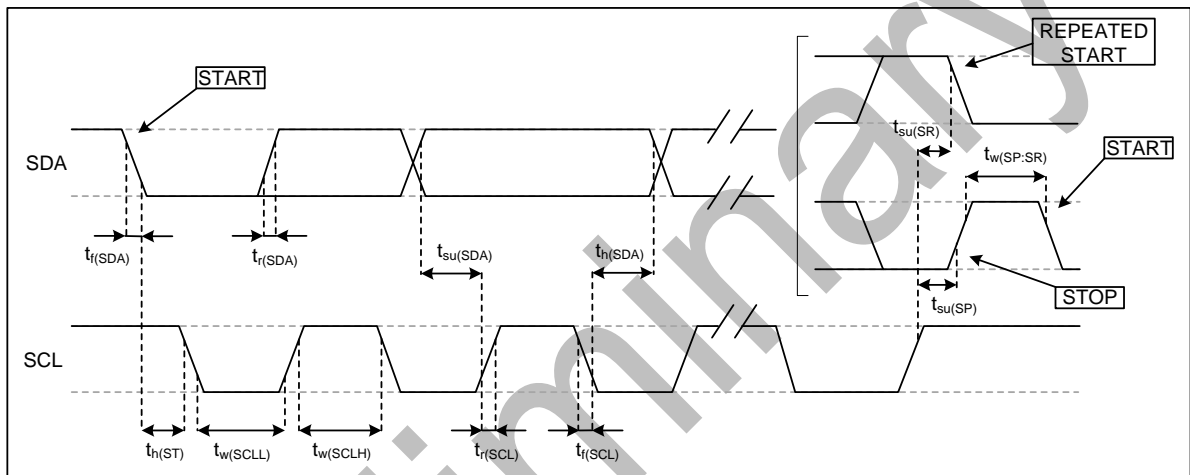 REPEATED
START
START
t_su(SR)
START
t_w(SP:SR)
SDA
t_f(SDA)
t_r(SDA)
t_su(SDA)
t_h(SDA)
t_su(SP)
STOP
SCL
t_h(ST)
t_w(SCLL)
t_w(SCLH)
t_r(SCL)
t_f(SCL)
liminary